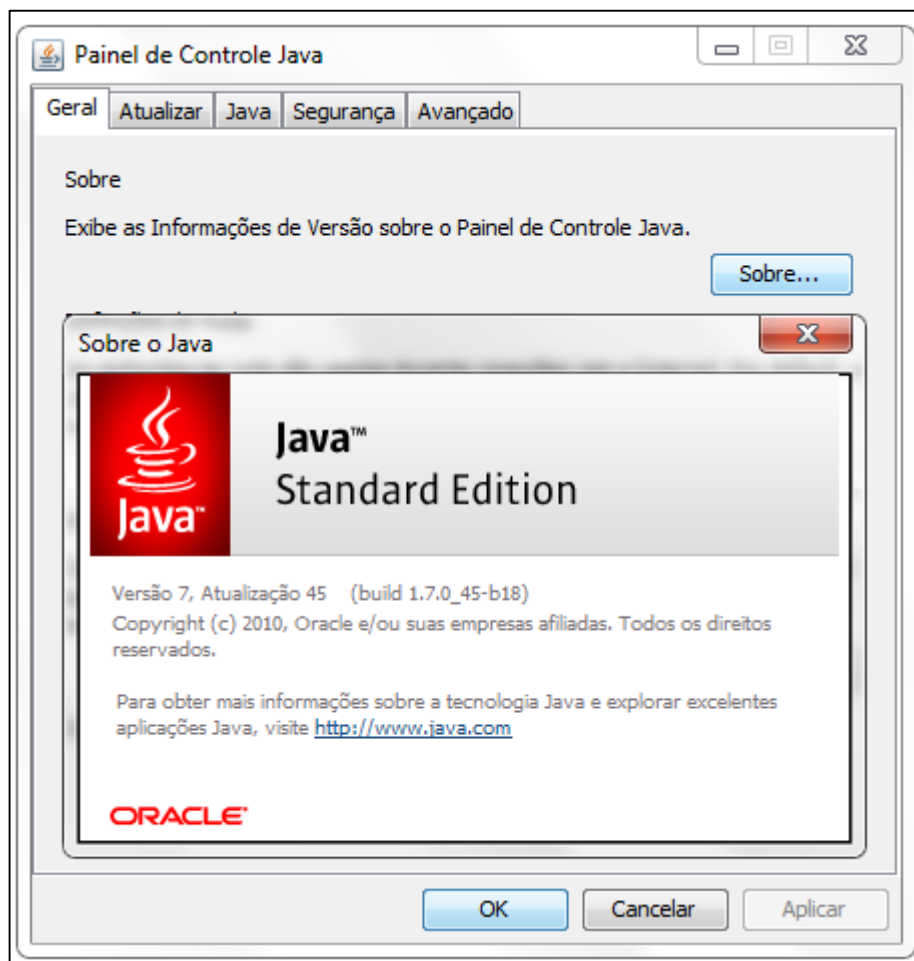 Painel de Controle Java
Geral Atualizar Java Segurança Avançado
Sobre
Exibe as Informações de Versão sobre o Painel de Controle Java.
Sobre...
Sobre o Java
Java™
Java™
Standard Edition
Versão 7, Atualização 45 (build 1.7.0_45-b18)
Copyright (c) 2010, Oracle e/ou suas empresas afiliadas. Todos os direitos
reservados.
Para obter mais informações sobre a tecnologia Java e explorar excelentes
aplicações Java, visite http://www.java.com
ORACLE
OK Cancelar Aplicar